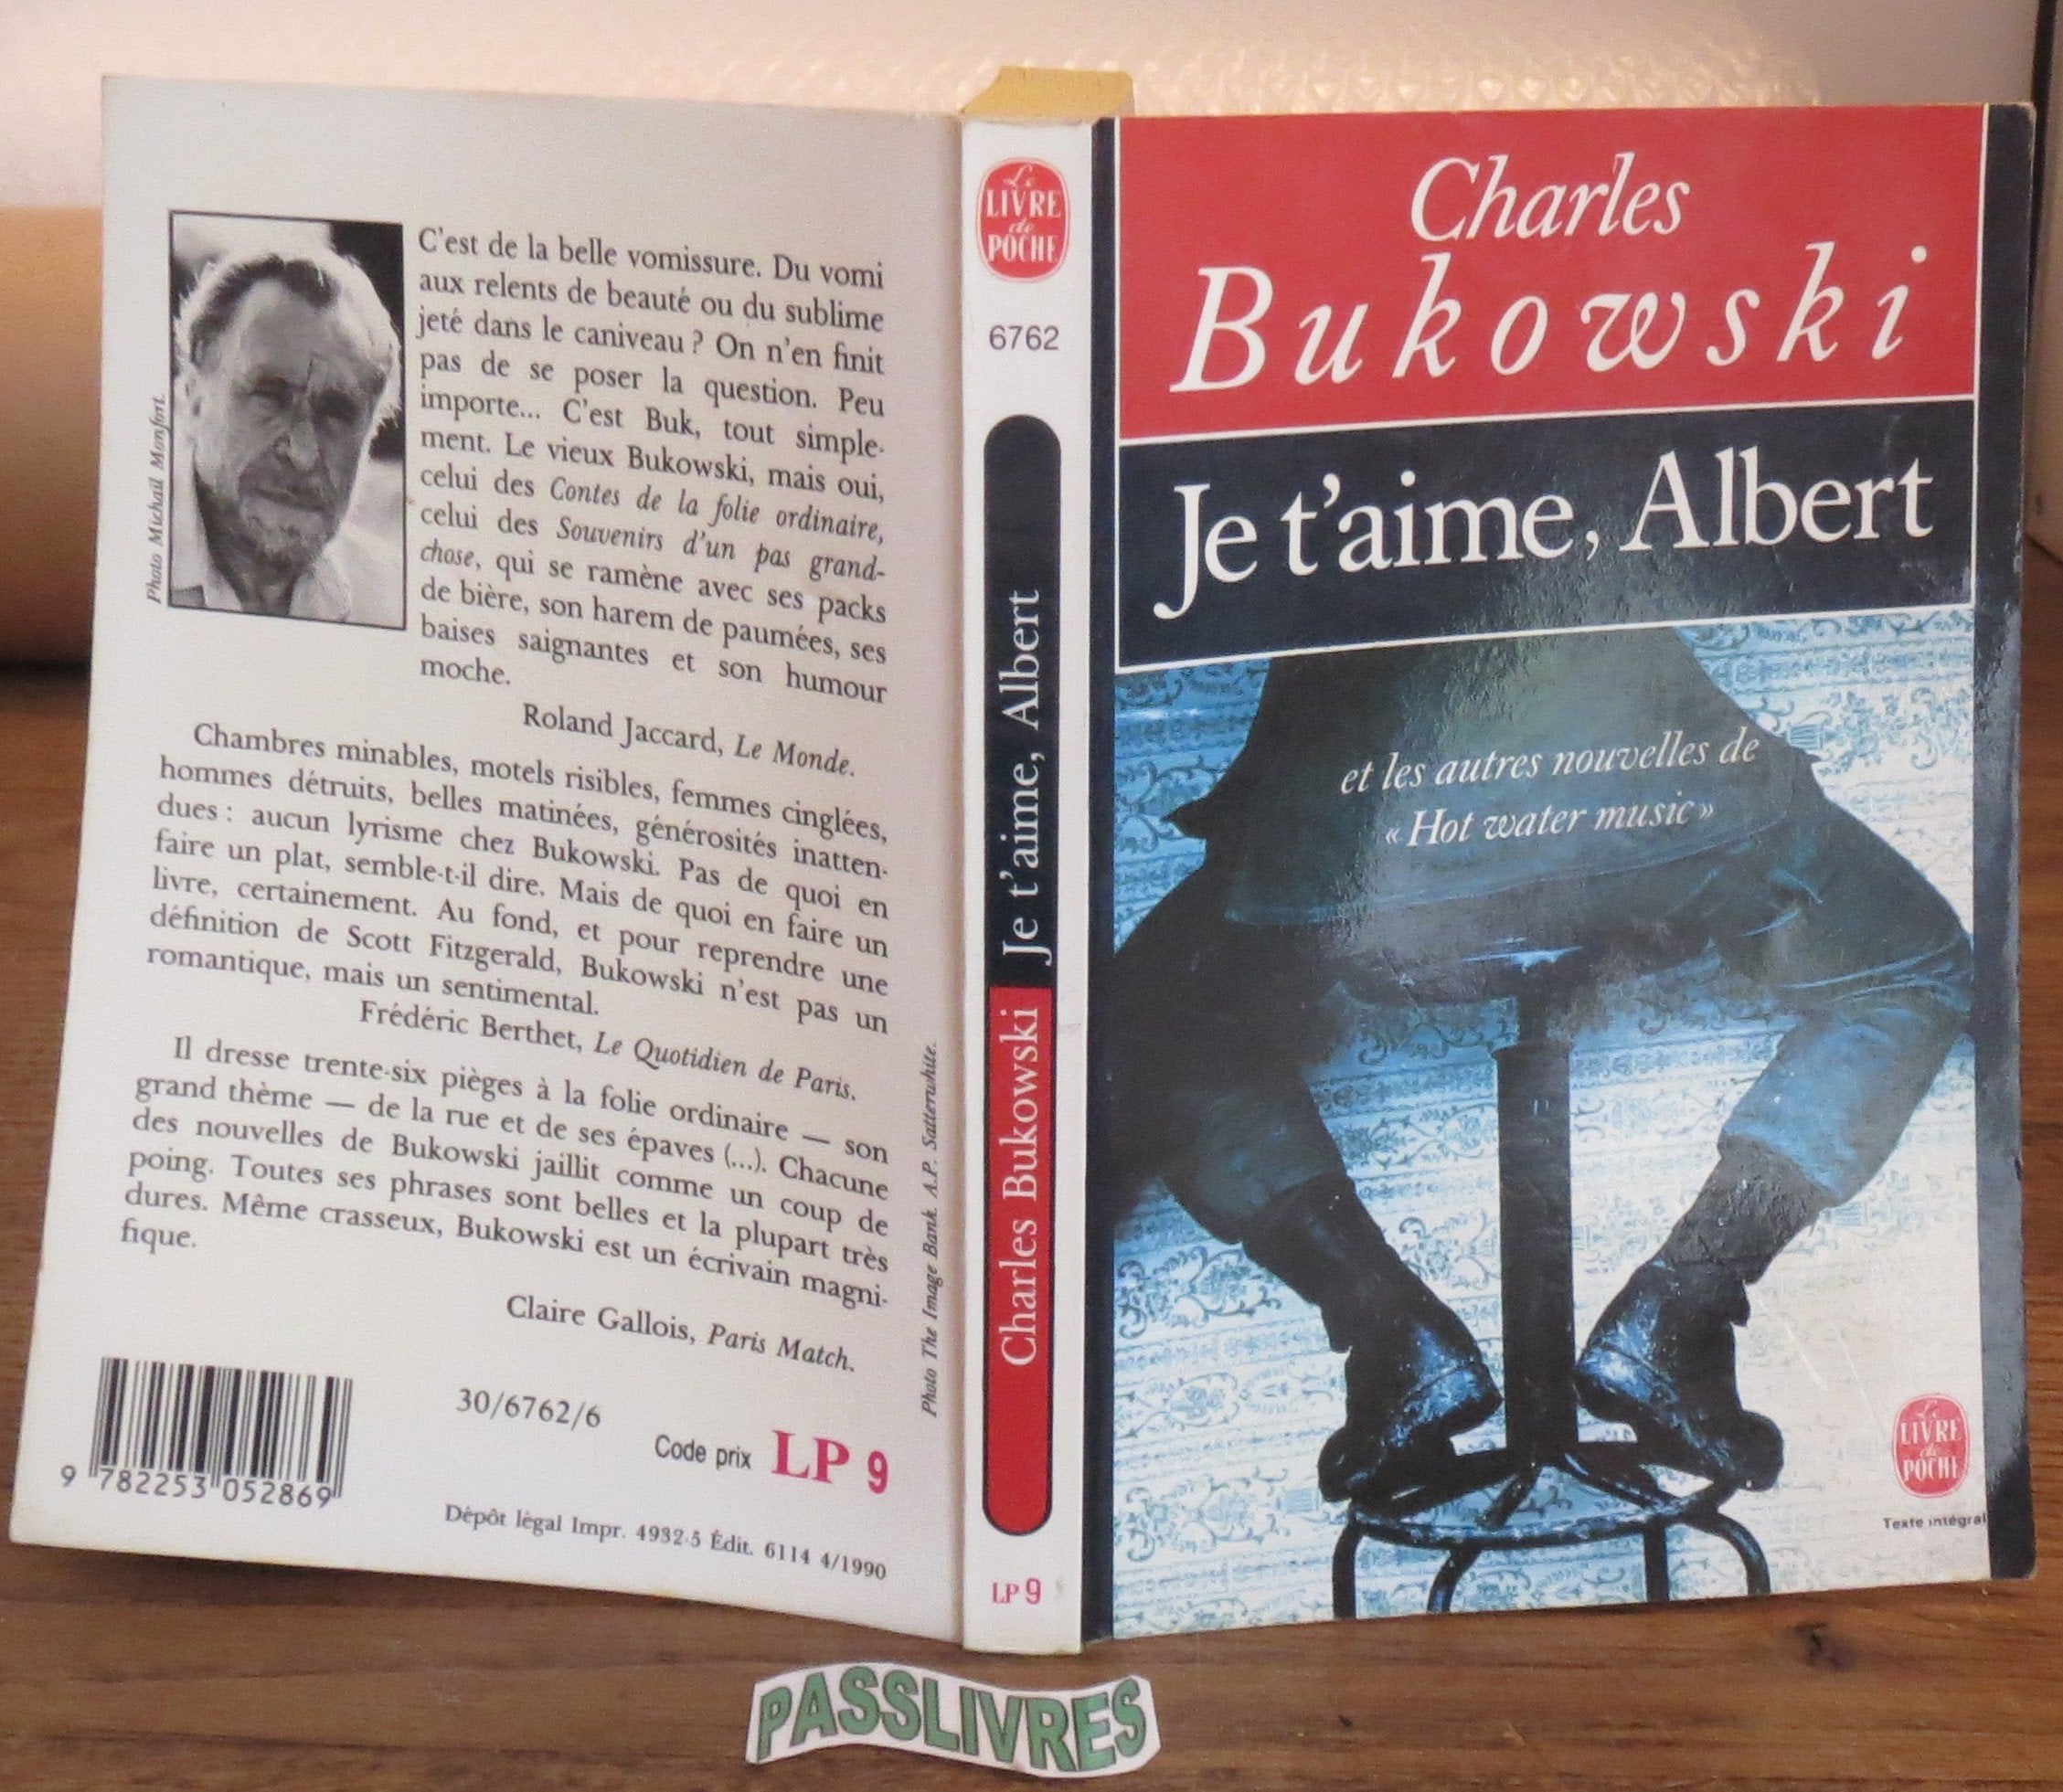 Photo Michaïl Monfort.
C'est de la belle vomissure. Du vomi
aux relents de beauté ou du sublime
jeté dans le caniveau ? On n'en finit
pas de se poser la question. Peu
importe... C'est Buk, tout simple-
ment. Le vieux Bukowski, mais oui,
celui des Contes de la folie ordinaire,
celui des Souvenirs d'un pas grand-
chose, qui se ramène avec ses packs
de bière, son harem de paumées, ses
baises saignantes et son humour
moche.
Roland Jaccard, Le Monde.
Chambres minables, motels risibles, femmes cinglées,
hommes détruits, belles matinées, générosités inatten-
dues : aucun lyrisme chez Bukowski. Pas de quoi en
faire un plat, semble-t-il dire. Mais de quoi en faire un
livre, certainement. Au fond, et pour reprendre une
définition de Scott Fitzgerald, Bukowski n'est pas un
romantique, mais un sentimental.
Frédéric Berthet, Le Quotidien de Paris.
Il dresse trente-six pièges à la folie ordinaire — son
grand thème — de la rue et de ses épaves (...). Chacune
des nouvelles de Bukowski jaillit comme un coup de
poing. Toutes ses phrases sont belles et la plupart très
dures. Même crasseux, Bukowski est un écrivain magni-
fique.
Claire Gallois, Paris Match.
Photo The Image Bank. A.P. Satterwhite.
9 782253 052869
30/6762/6
Code prix LP 9
Dépôt légal Impr. 4932-5 Édit. 6114 4/1990
Le
LIVRE
de
POCHE
6762
Charles Bukowski Je t'aime, Albert
LP 9
Charles
Bukowski
Je t'aime, Albert
et les autres nouvelles de
« Hot water music »
Le
LIVRE
de
POCHE
Texte intégral
PASSLIVRES